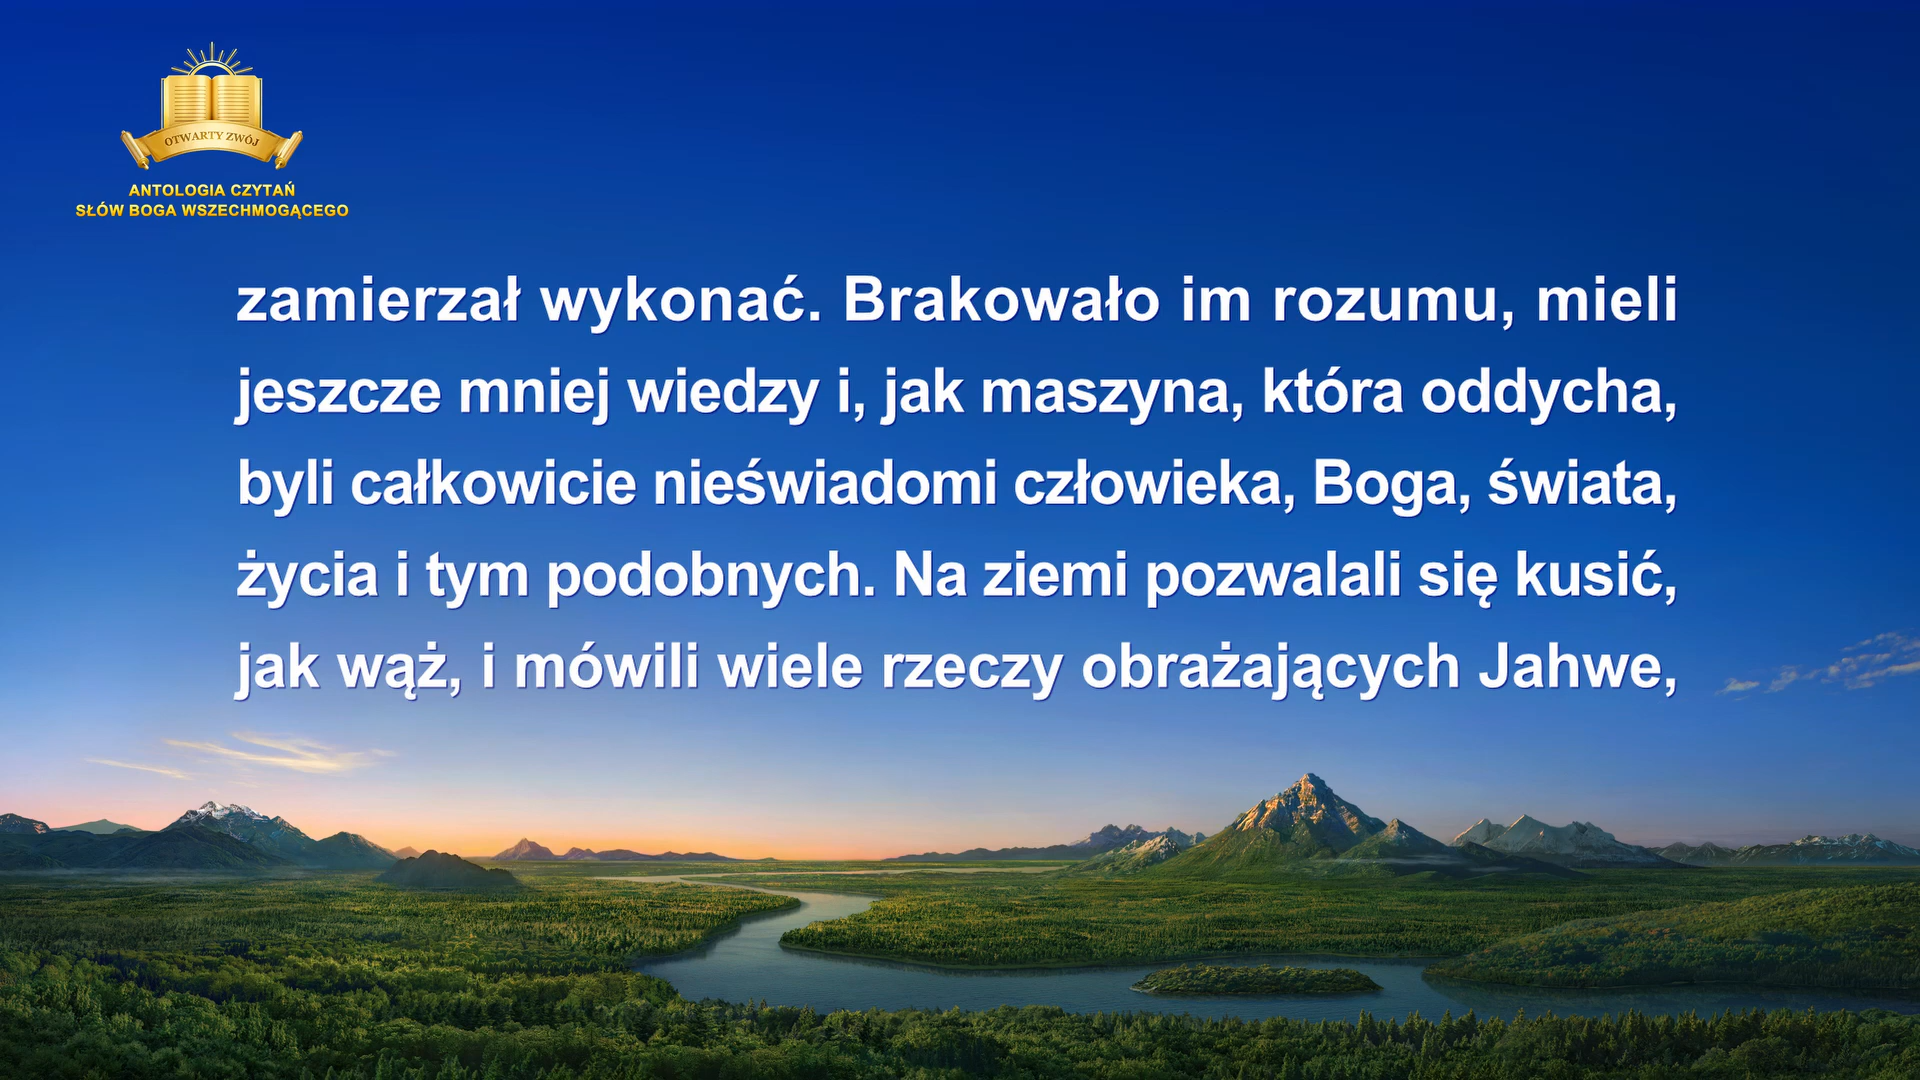 OTWARTY ZWÓJ
ANTOLOGIA CZYTAŃ
SŁÓW BOGA WSZECHMOGĄCEGO
zamierzał wykonać. Brakowało im rozumu, mieli
jeszcze mniej wiedzy i, jak maszyna, która oddycha,
byli całkowicie nieświadomi człowieka, Boga, świata,
życia i tym podobnych. Na ziemi pozwalali się kusić,
jak wąż, i mówili wiele rzeczy obrażających Jahwe,